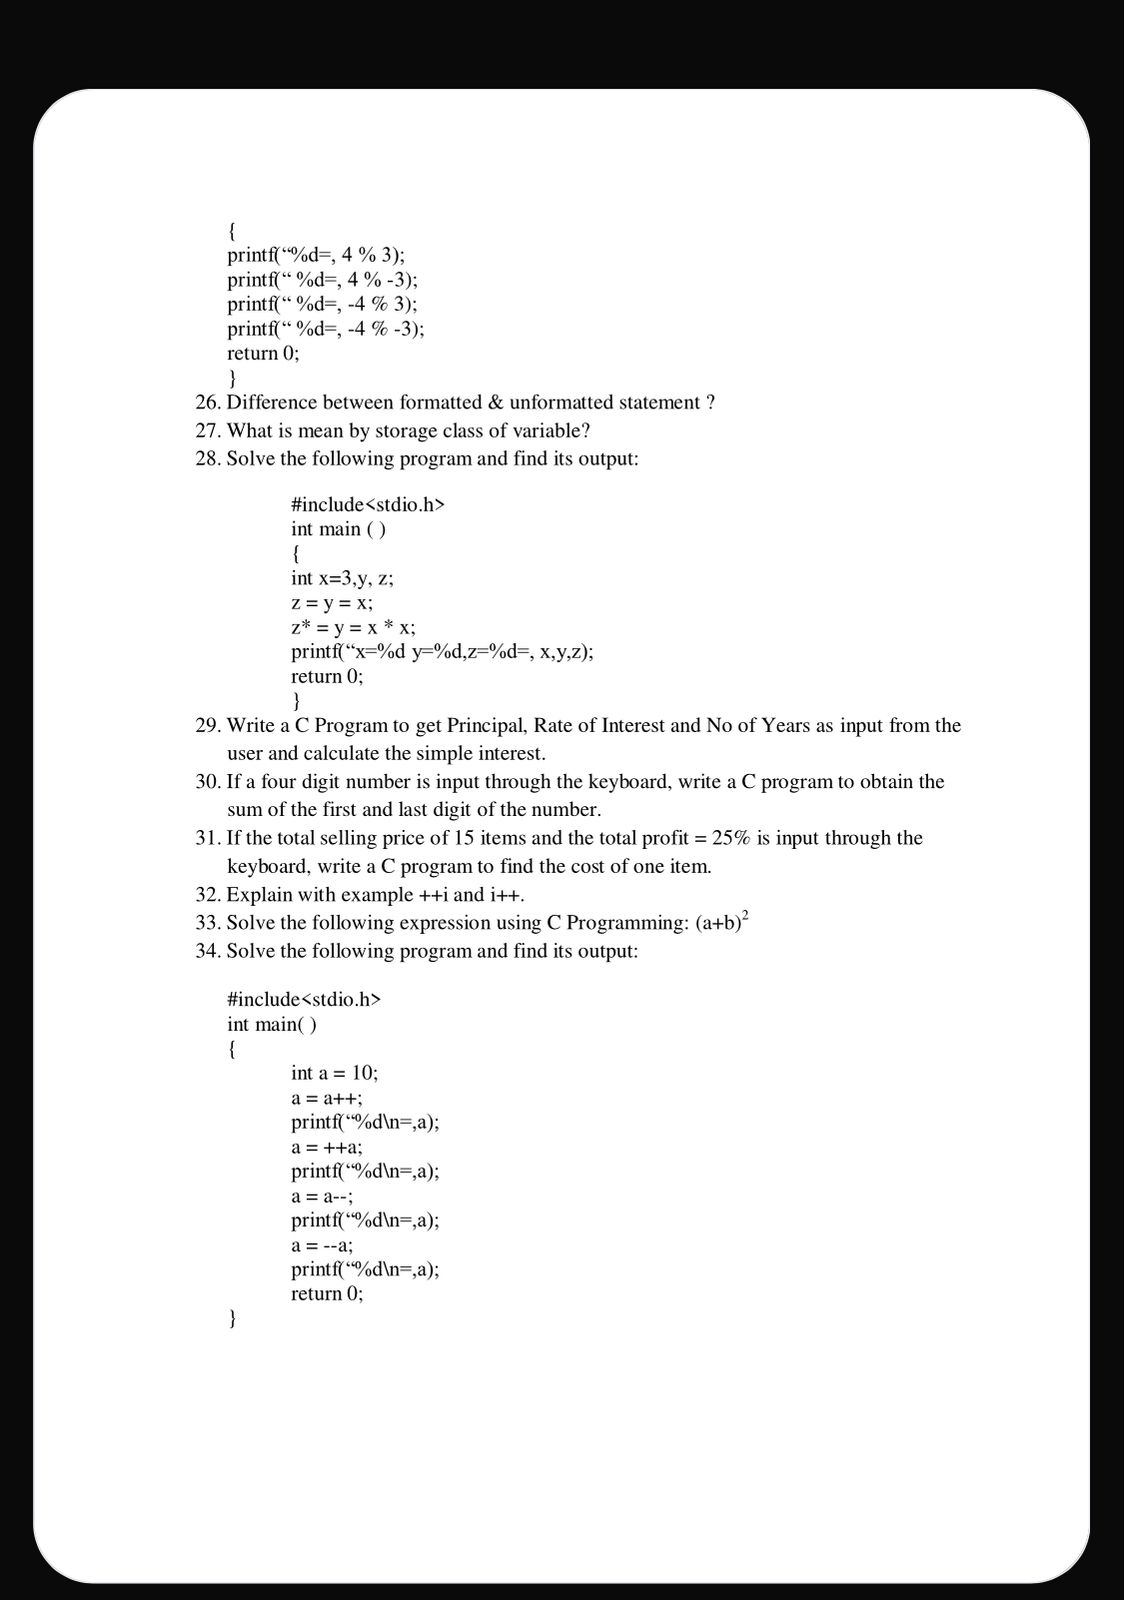 {
printf(“%d=, 4 % 3);
printf(“ %d=, 4 % -3);
printf(“ %d=, -4 % 3);
printf(“ %d=, -4 % -3);
return 0;
}
26. Difference between formatted & unformatted statement ?
27. What is mean by storage class of variable?
28. Solve the following program and find its output:
#include<stdio.h>
int main ( )
{
int x=3,y, z;
z = y = x;
z* = y = x * x;
printf(“x=%d y=%d,z=%d=, x,y,z);
return 0;
}
29. Write a C Program to get Principal, Rate of Interest and No of Years as input from the
user and calculate the simple interest.
30. If a four digit number is input through the keyboard, write a C program to obtain the
sum of the first and last digit of the number.
31. If the total selling price of 15 items and the total profit = 25% is input through the
keyboard, write a C program to find the cost of one item.
32. Explain with example ++i and i++.
33. Solve the following expression using C Programming: (a+b)²
34. Solve the following program and find its output:
#include<stdio.h>
int main( )
{
int a = 10;
a = a++;
printf(“%d\n=,a);
a = ++a;
printf(“%d\n=,a);
a = a--;
printf(“%d\n=,a);
a = --a;
printf(“%d\n=,a);
return 0;
}